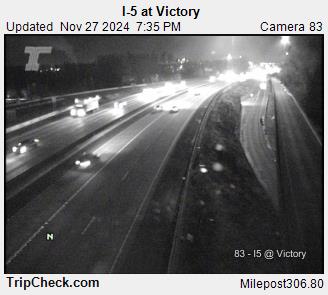 I-5 at Victory
Updated Nov 27 2024 7:35 PM Camera 83
T
N
83 - I5 @ Victory
TripCheck.com Milepost306.80